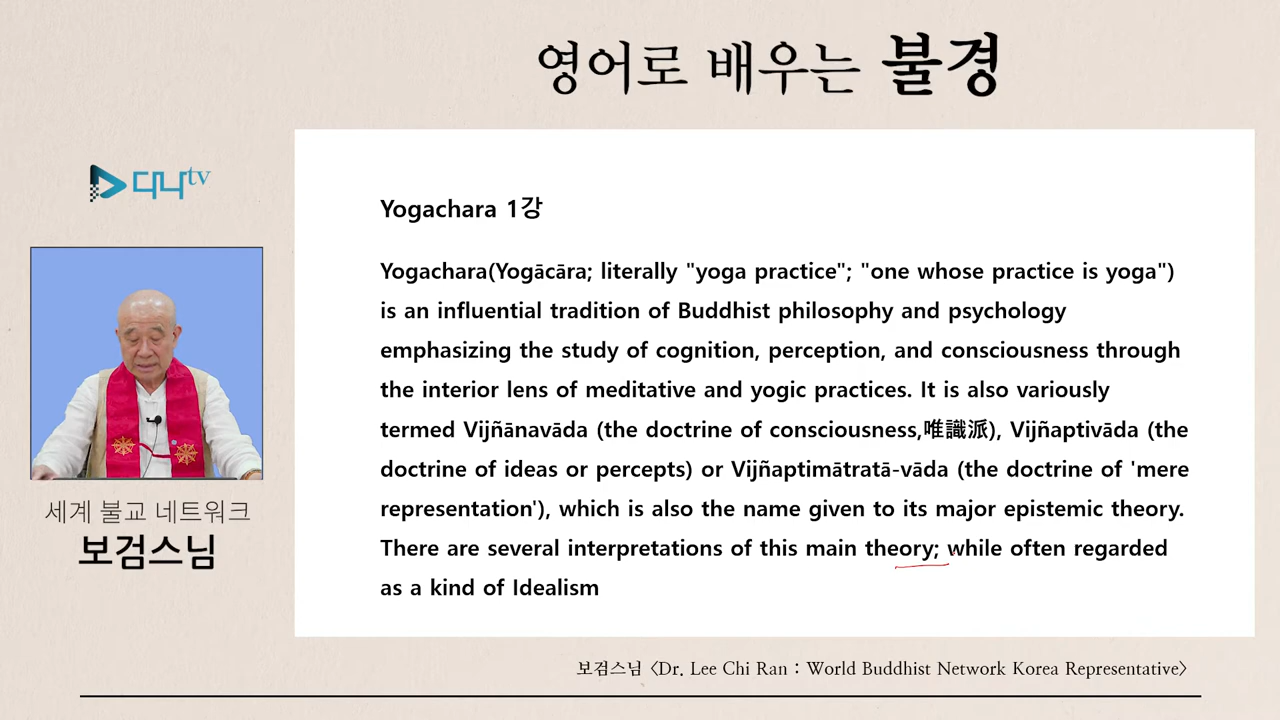 영어로 배우는 불경
디나tv
Yogachara 1강
Yogachara(Yogācāra; literally "yoga practice"; "one whose practice is yoga")
is an influential tradition of Buddhist philosophy and psychology
emphasizing the study of cognition, perception, and consciousness through
the interior lens of meditative and yogic practices. It is also variously
termed Vijñānavāda (the doctrine of consciousness,唯識派), Vijñaptivāda (the
doctrine of ideas or percepts) or Vijñaptimātratā-vāda (the doctrine of 'mere
representation'), which is also the name given to its major epistemic theory.
There are several interpretations of this main theory; while often regarded
as a kind of Idealism
세계 불교 네트워크
보검스님
보검스님 <Dr. Lee Chi Ran : World Buddhist Network Korea Representative>